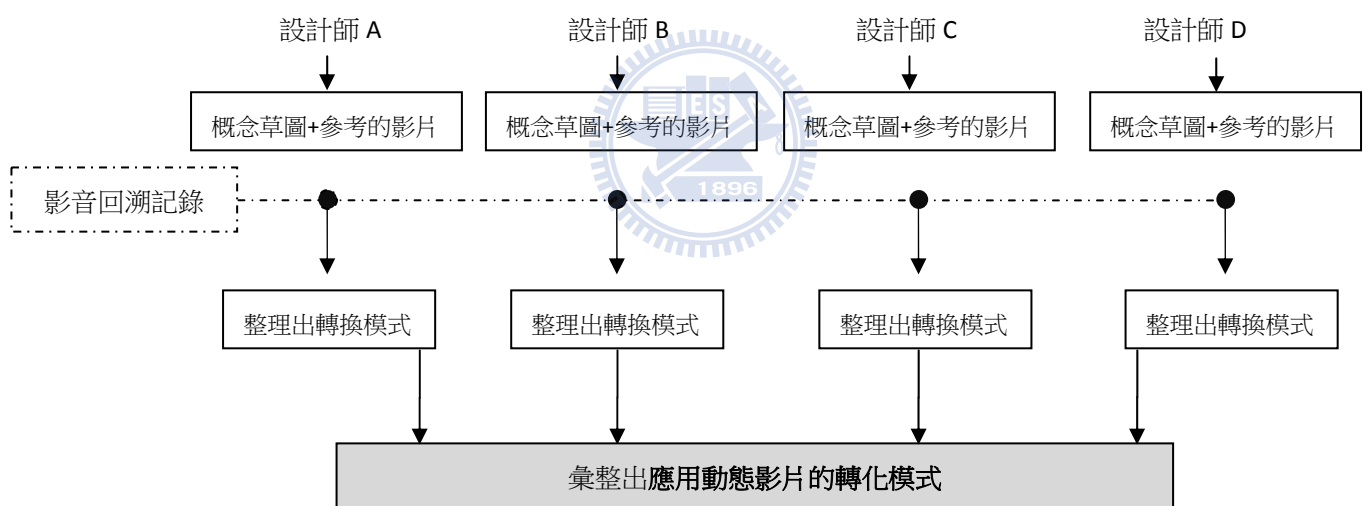 設計師 A
設計師 B
設計師 C
設計師 D
概念草圖+參考的影片
概念草圖+參考的影片
概念草圖+參考的影片
概念草圖+參考的影片
ES
1896
影音回溯記錄
整理出轉換模式
整理出轉換模式
整理出轉換模式
整理出轉換模式
彙整出應用動態影片的轉化模式